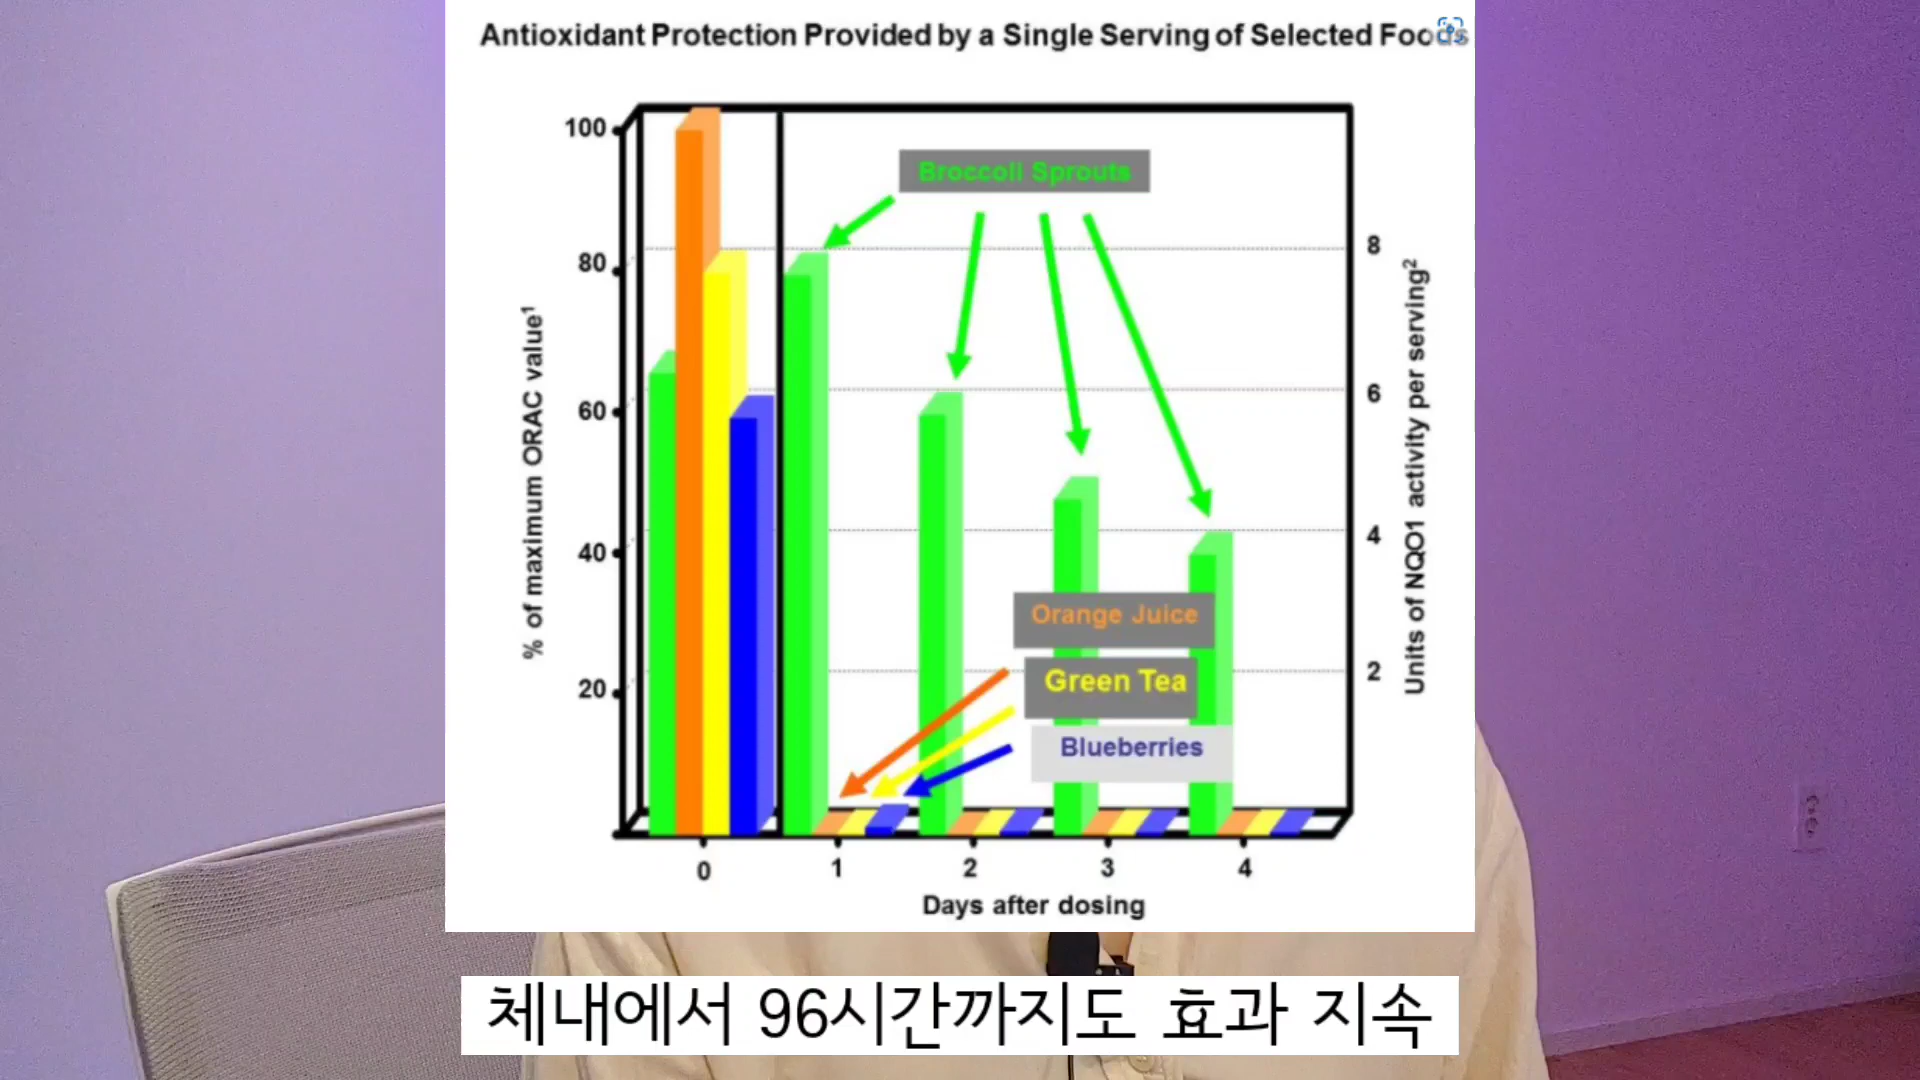 Antioxidant Protection Provided by a Single Serving of Selected Foods
100
80
60
40
20
% of maximum ORAC value¹
Broccoli Sprouts
8
6
4
2
Units of NQO1 activity per serving²
Orange Juice
Green Tea
Blueberries
0 1 2 3 4
Days after dosing
체내에서 96시간까지도 효과 지속